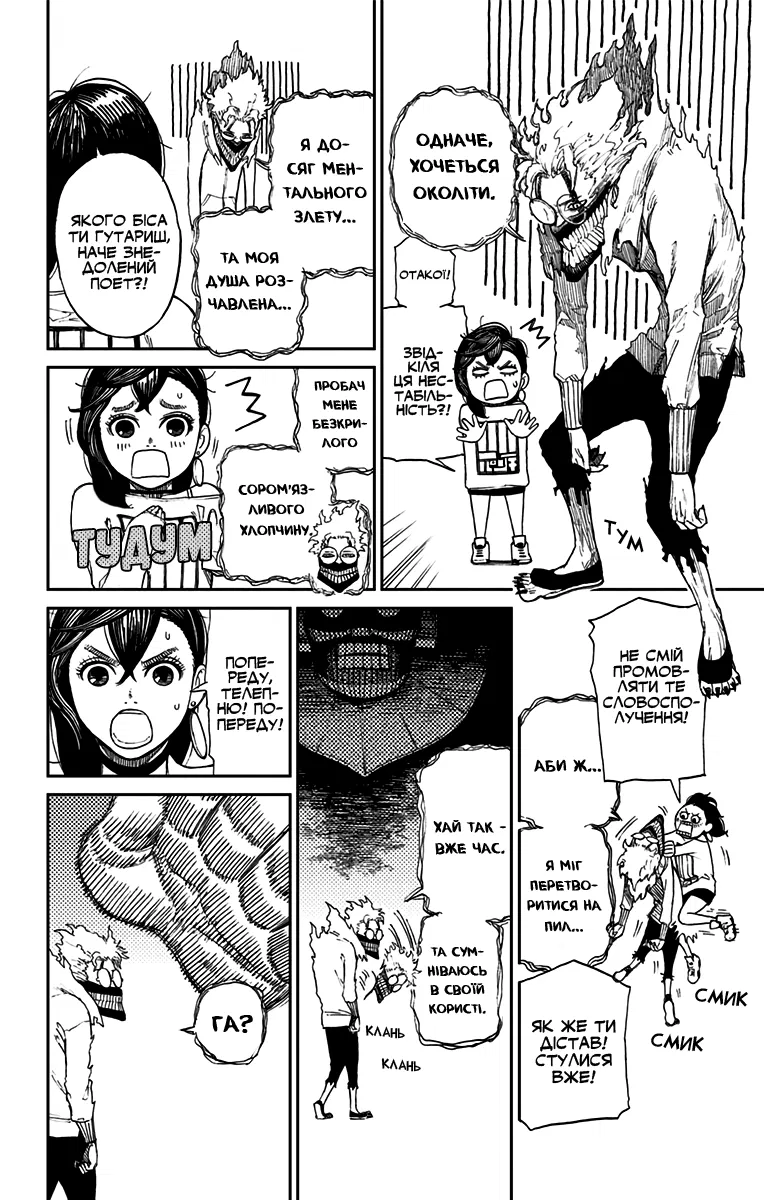 ОДНАЧЕ,
ХОЧЕТЬСЯ
ОКОЛІТИ.
ОТАКОЇ!
ЗВІД-
КІЛЯ
ЦЯ НЕС-
ТАБІЛЬ-
НІСТЬ?!
ТУМ
Я ДО-
СЯГ МЕН-
ТАЛЬНОГО
ЗЛЕТУ...
ТА МОЯ
ДУША РОЗ-
ЧАВЛЕНА...
ЯКОГО БІСА
ТИ ГУТАРИШ,
НАЧЕ ЗНЕ-
ДОЛЕНИЙ
ПОЕТ?!
ПРОБАЧ
МЕНЕ
БЕЗКРИ-
ЛОГО
СОРОМ'ЯЗ-
ЛИВОГО
ХЛОПЧИНУ
ТУДУМ
НЕ СМІЙ
ПРОМОВ-
ЛЯТИ ТЕ
СЛОВОСПО-
ЛУЧЕННЯ!
АБИ Ж...
Я МІГ
ПЕРЕТВО-
РИТИСЯ НА
ПИЛ...
СМИК
СМИК
ЯК ЖЕ ТИ
ДІСТАВ!
СТУЛИСЯ
ВЖЕ!
ХАЙ ТАК -
ВЖЕ ЧАС.
ТА СУМ-
НІВАЮСЬ
В СВОЇЙ
КОРИСТІ.
КЛАНЬ
КЛАНЬ
ПОПЕ-
РЕДУ,
ТЕЛЕП-
НЮ! ПО-
ПЕРЕДУ!
ГА?